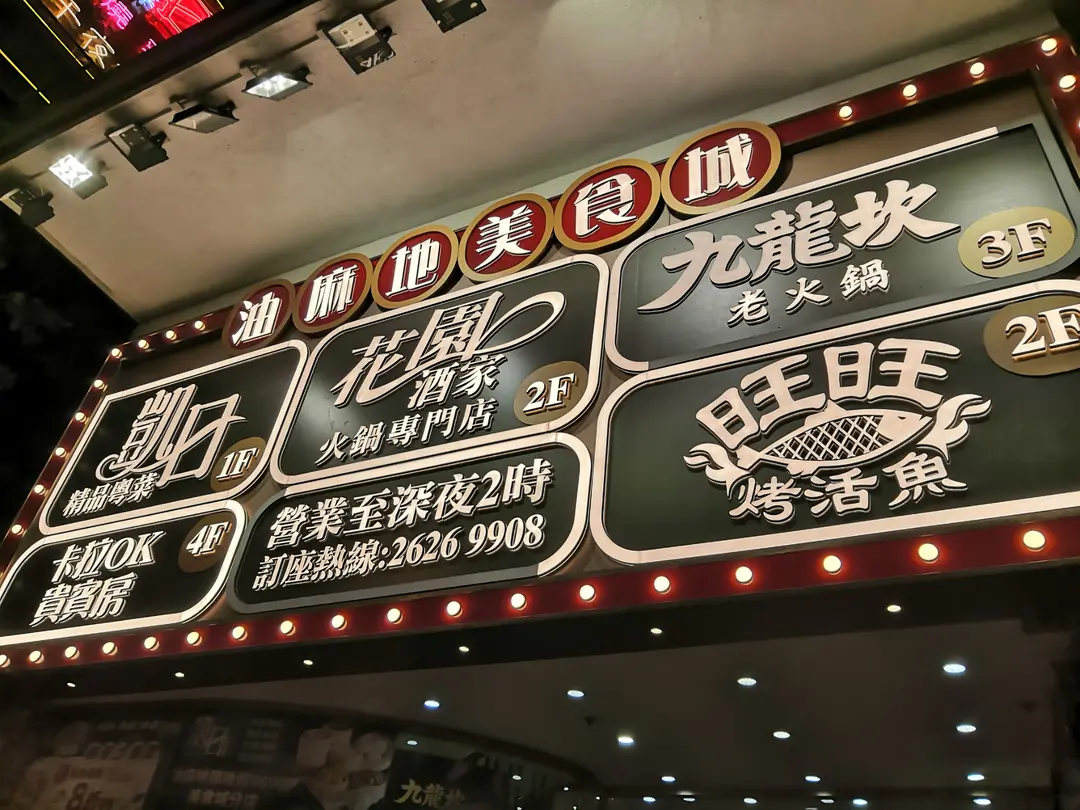 油麻地美食城
凱日
1F
精品粵菜
花園
酒家
2F
火鍋專門店
九龍坎
3F
老火鍋
旺旺
2F
烤活魚
卡拉OK
4F
貴賓房
營業至深夜2時
訂座熱線:2626 9908
九龍坎